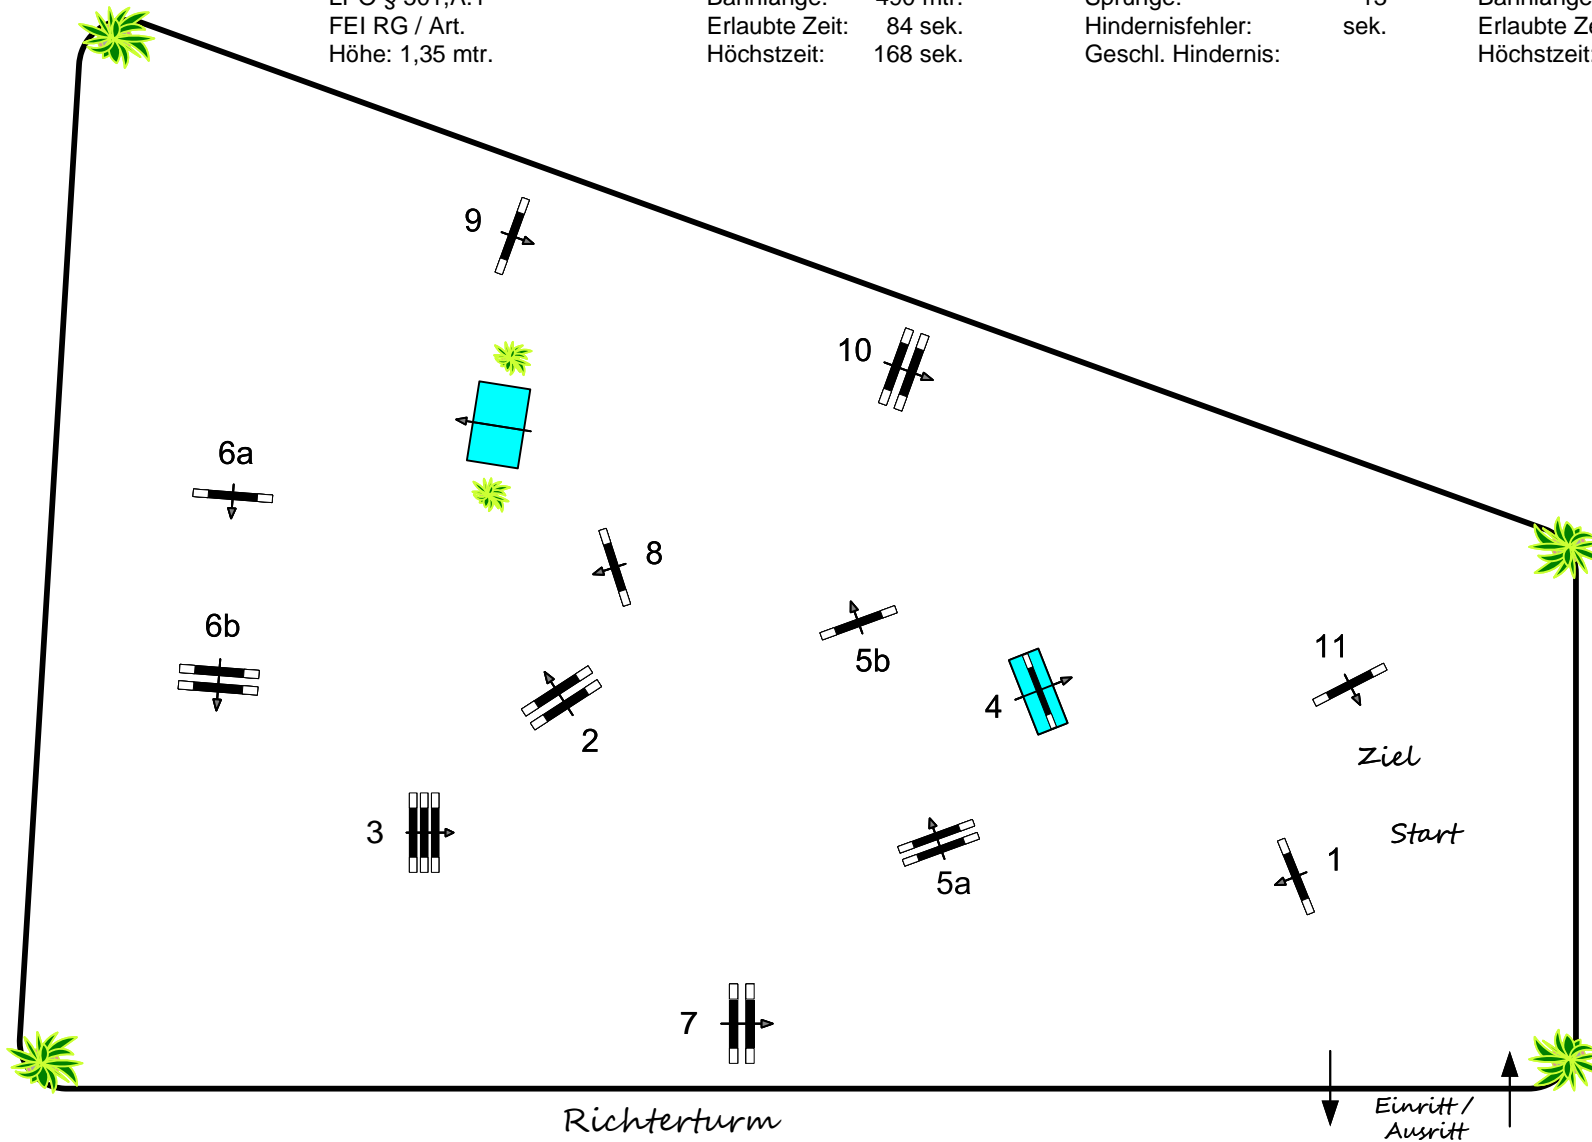 FEI RG / Art. Erlaubte Zeit: 84 sek. Hindernisfehler: sek.
Höhe: 1,35 mtr. Höchstzeit: 168 sek. Geschl. Hindernis: Höchstzeit:
9
10
6a
8
6b
5b
11
4
2
Ziel
3
Start
1
5a
7
Richterturm
Einritt /
Ausritt